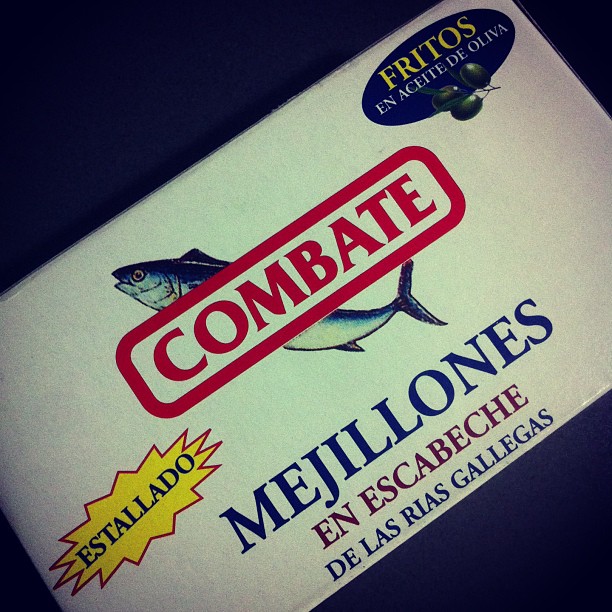 FRITOS
EN ACEITE DE OLIVA
COMBATE
MEJILLONES
EN ESCABECHE
DE LAS RIAS GALLEGAS
ESTALLADO